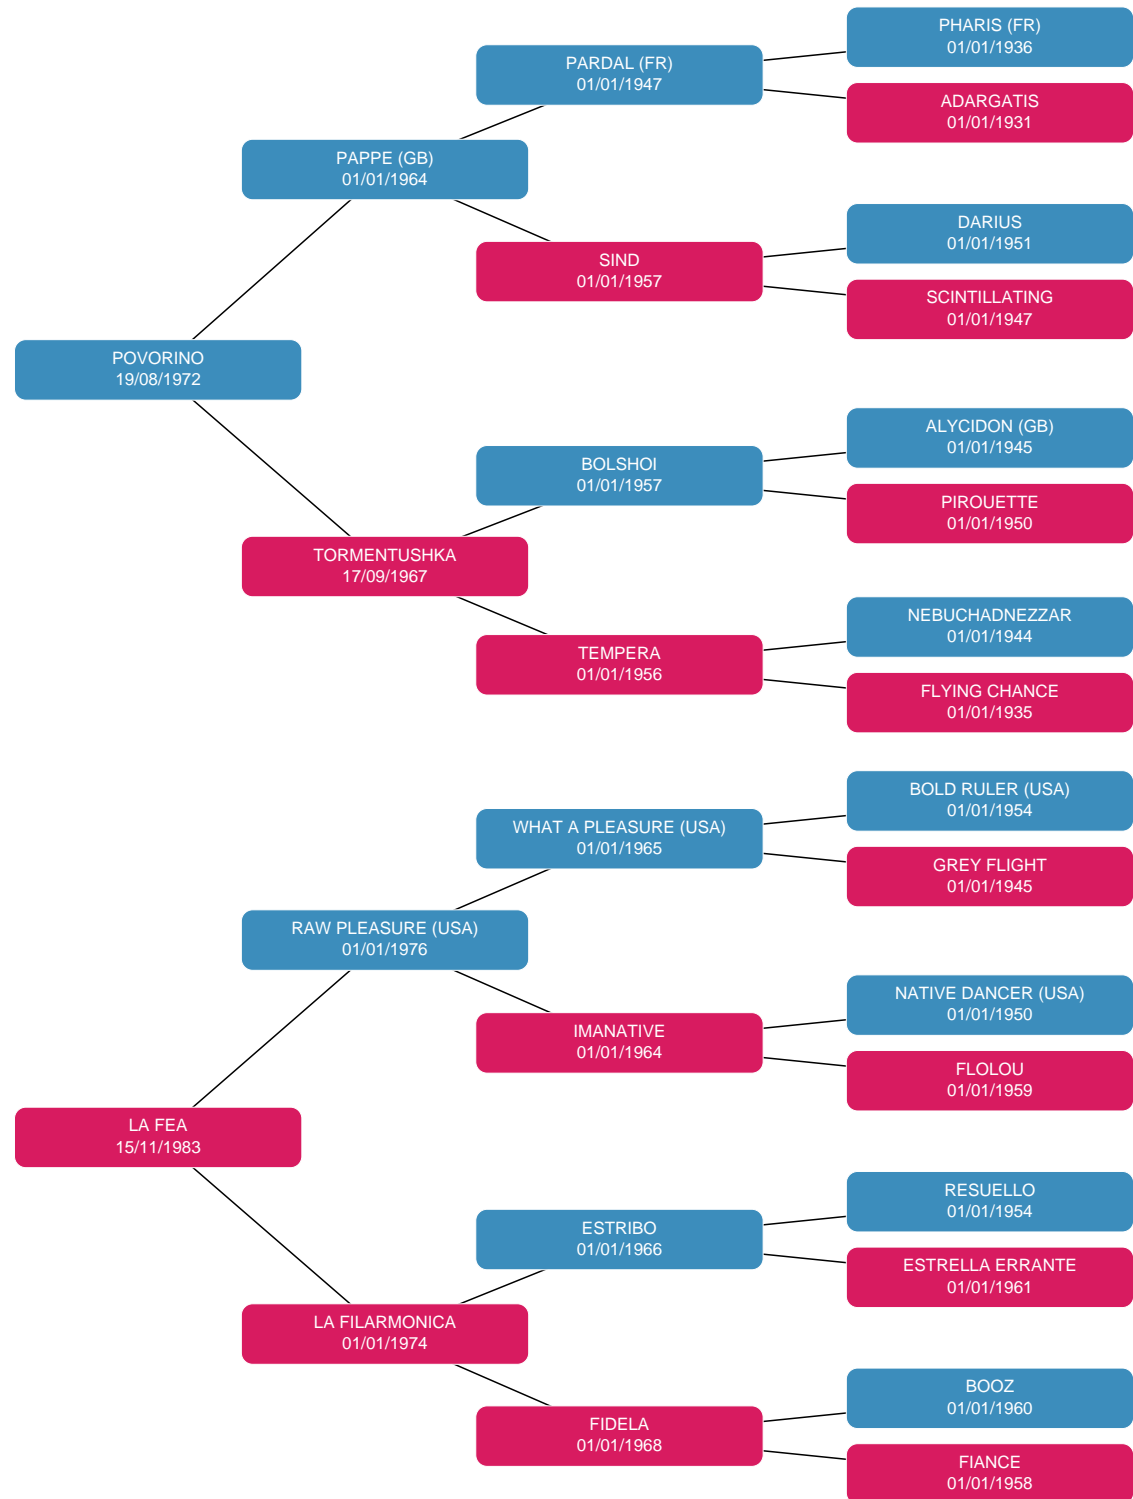 PHARIS (FR)
01/01/1936
PARDAL (FR)
01/01/1947
ADARGATIS
01/01/1931
PAPPE (GB)
01/01/1964
DARIUS
01/01/1951
SIND
01/01/1957
SCINTILLATING
01/01/1947
POVORINO
19/08/1972
ALYCIDON (GB)
01/01/1945
BOLSHOI
01/01/1957
PIROUETTE
01/01/1950
TORMENTUSHKA
17/09/1967
NEBUCHADNEZZAR
01/01/1944
TEMPERA
01/01/1956
FLYING CHANCE
01/01/1935
BOLD RULER (USA)
01/01/1954
WHAT A PLEASURE (USA)
01/01/1965
GREY FLIGHT
01/01/1945
RAW PLEASURE (USA)
01/01/1976
NATIVE DANCER (USA)
01/01/1950
IMANATIVE
01/01/1964
FLOLOU
01/01/1959
LA FEA
15/11/1983
RESUELLO
01/01/1954
ESTRIBO
01/01/1966
ESTRELLA ERRANTE
01/01/1961
LA FILARMONICA
01/01/1974
BOOZ
01/01/1960
FIDELA
01/01/1968
FIANCE
01/01/1958